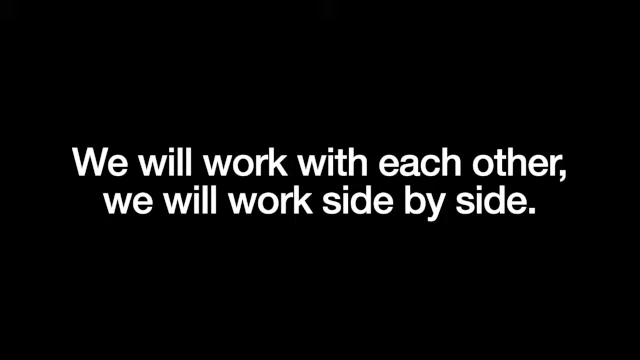 We will work with each other,
we will work side by side.